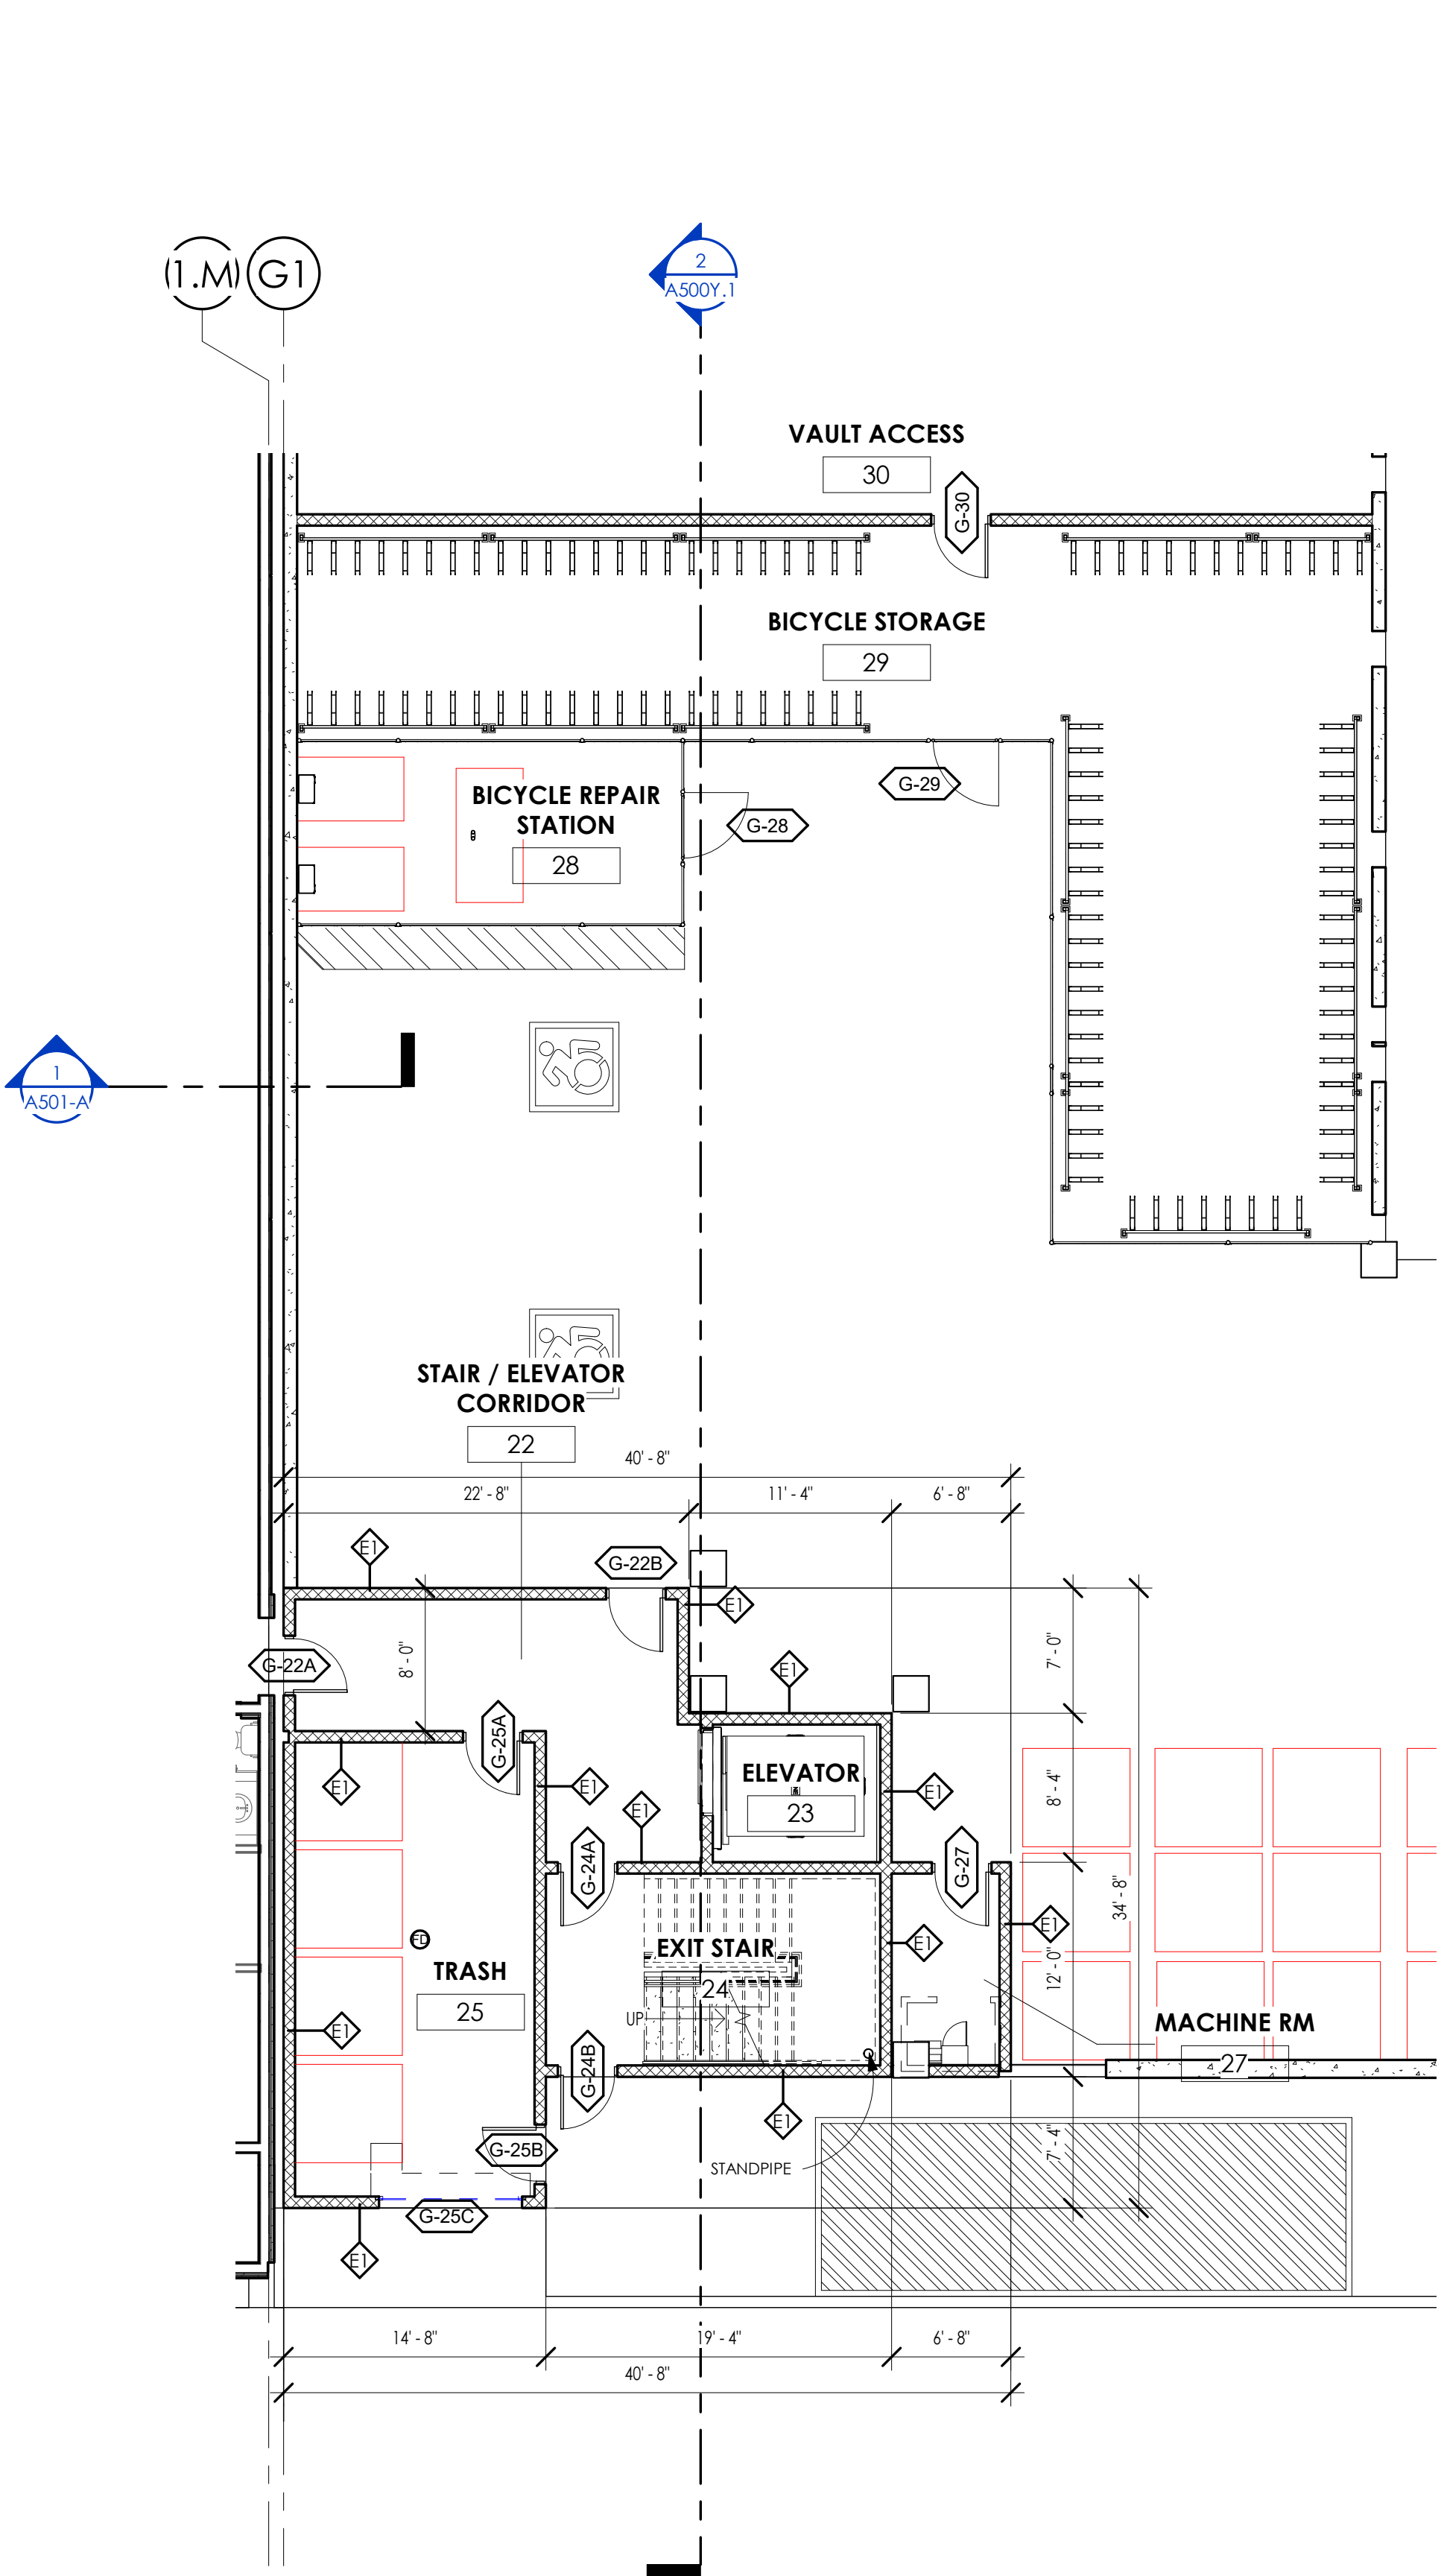 1.M
G1
2
A500Y.1
VAULT ACCESS
30
G-30
BICYCLE STORAGE
29
BICYCLE REPAIR
STATION
28
G-28
G-29
1
A501-A
STAIR / ELEVATOR
CORRIDOR
22
40' - 8"
22' - 8"
11' - 4"
6' - 8"
E1
G-22B
E1
G-22A
8' - 0"
E1
7' - 0"
G-25A
E1
E1
E1
ELEVATOR
23
E1
8' - 4"
G-24A
G-27
34' - 8"
FD
TRASH
25
EXIT STAIR
24
UP
E1
E1
12' - 0"
E1
MACHINE RM
27
G-24B
E1
G-25B
STANDPIPE
7' - 4"
G-25C
E1
14' - 8"
19' - 4"
6' - 8"
40' - 8"